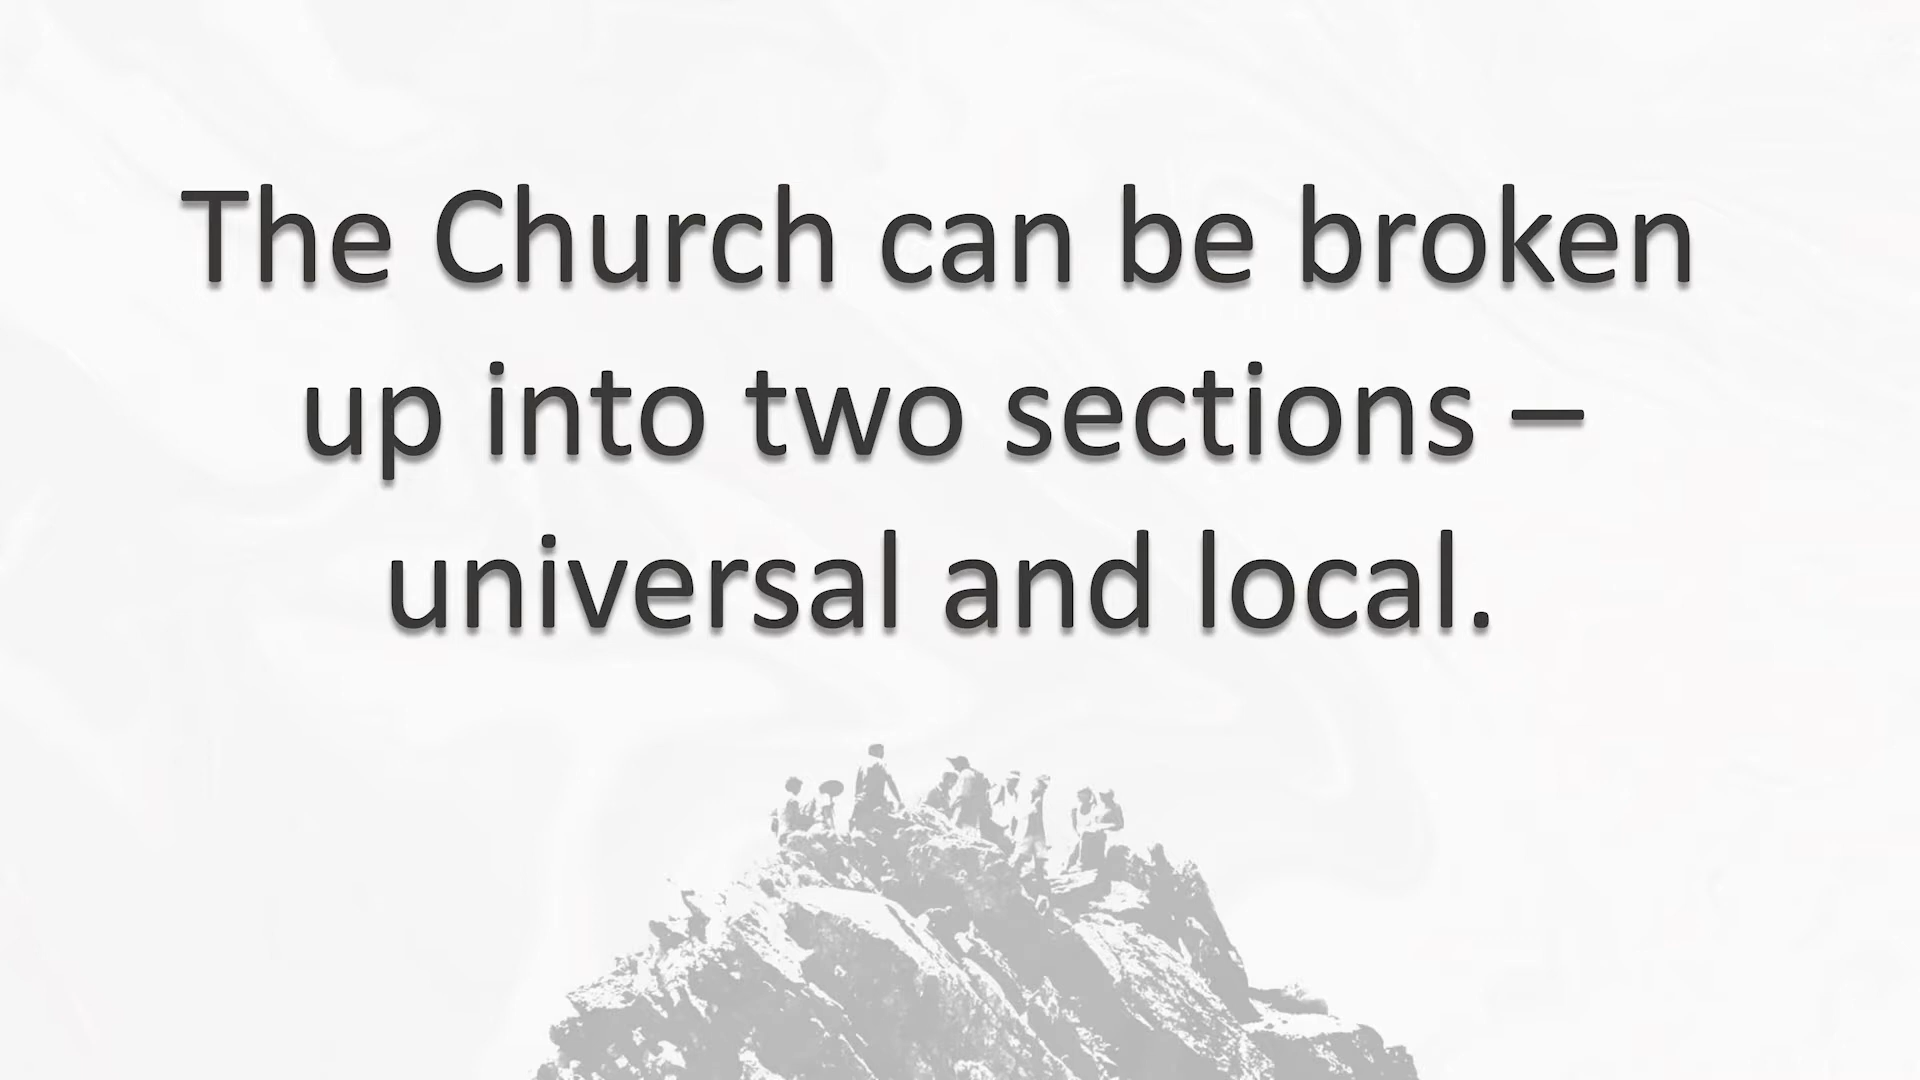 The Church can be broken
up into two sections –
universal and local.